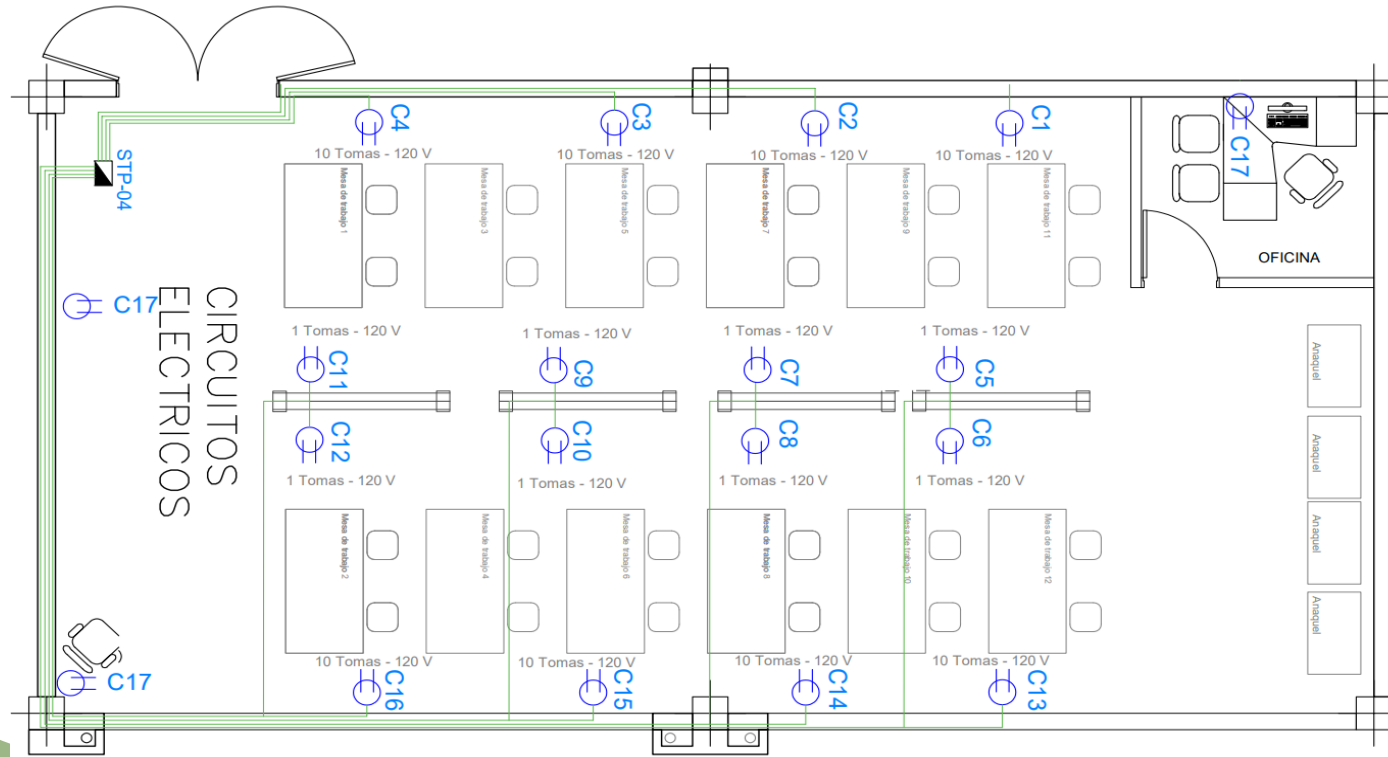 C4
C3
C2
C1
C17
10 Tomas - 120 V
10 Tomas - 120 V
10 Tomas - 120 V
10 Tomas - 120 V
STP-04
Mesa de trabajo 1
Mesa de trabajo 3
Mesa de trabajo 5
Mesa de trabajo 7
Mesa de trabajo 9
Mesa de trabajo 11
OFICINA
C17
CIRCUITOS
ELECTRICOS
1 Tomas - 120 V
1 Tomas - 120 V
1 Tomas - 120 V
1 Tomas - 120 V
C11
C9
C7
C5
Anaquel
C12
C10
C8
C6
Anaquel
1 Tomas - 120 V
1 Tomas - 120 V
1 Tomas - 120 V
1 Tomas - 120 V
Mesa de trabajo 2
Mesa de trabajo 4
Mesa de trabajo 6
Mesa de trabajo 8
Mesa de trabajo 10
Mesa de trabajo 12
Anaquel
Anaquel
10 Tomas - 120 V
10 Tomas - 120 V
10 Tomas - 120 V
10 Tomas - 120 V
C17
C16
C15
C14
C13